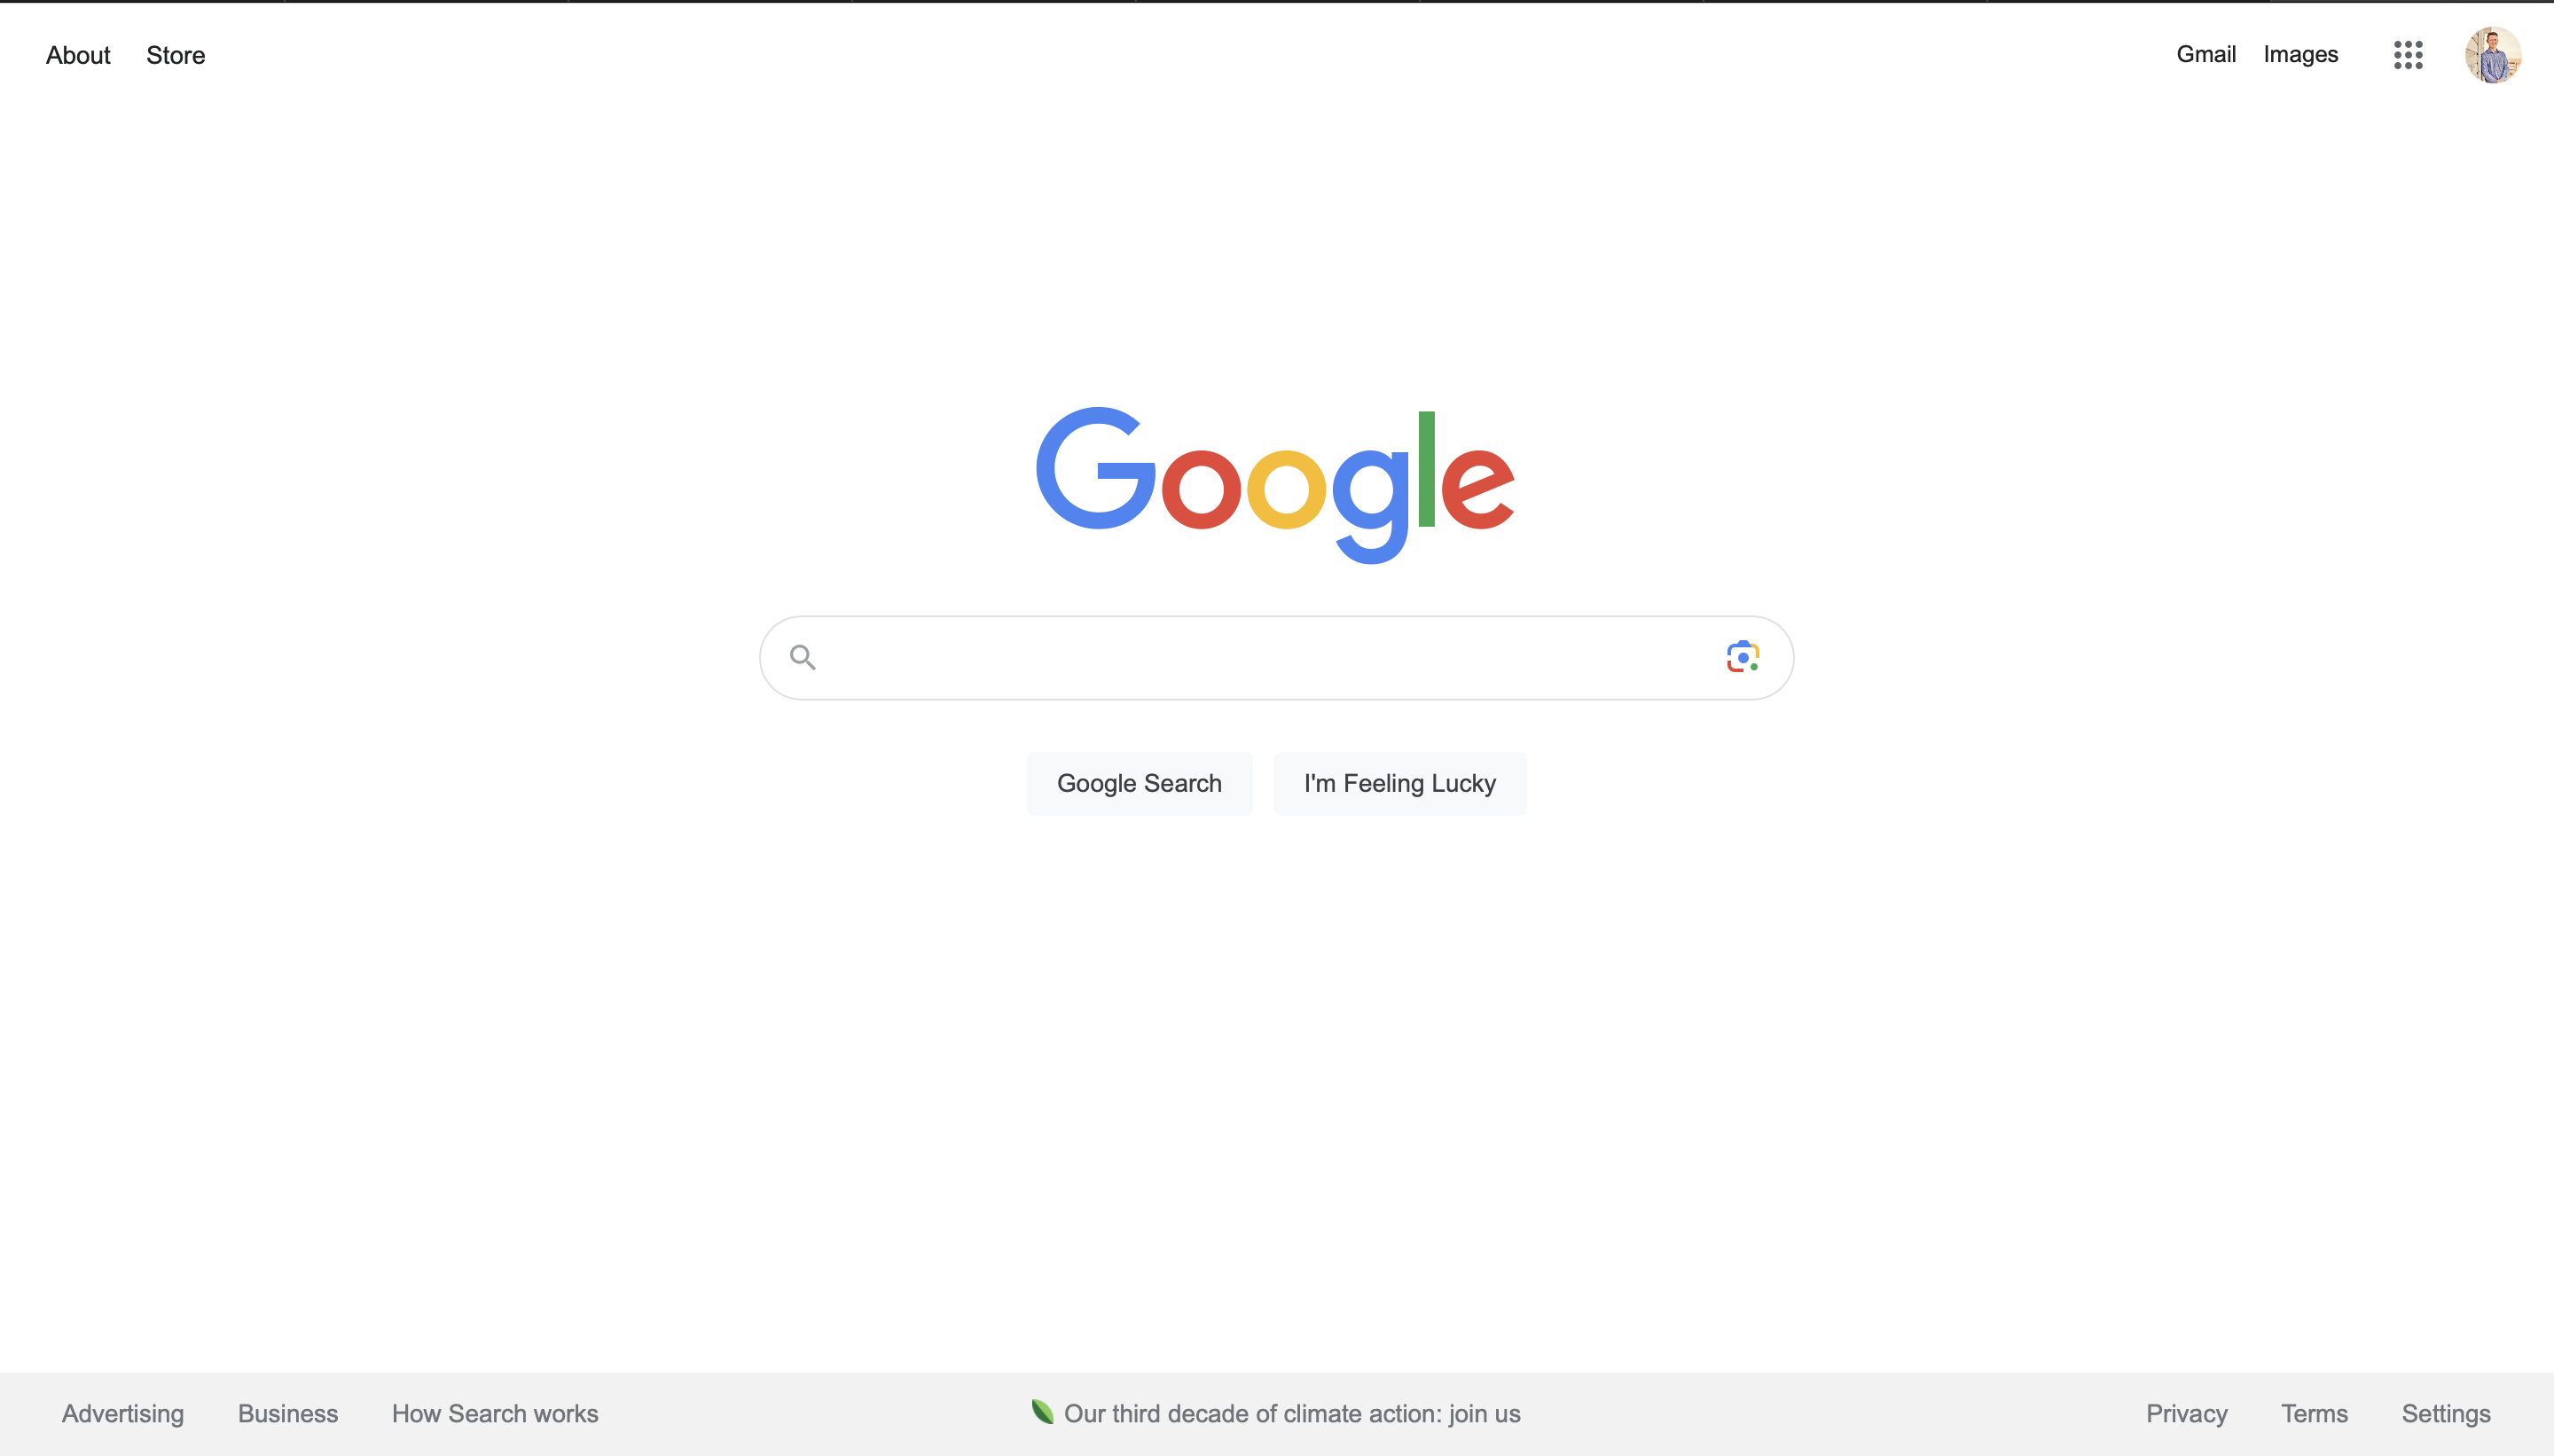 About Store Gmail Images
Google
Google Search I'm Feeling Lucky
Advertising Business How Search works Our third decade of climate action: join us Privacy Terms Settings